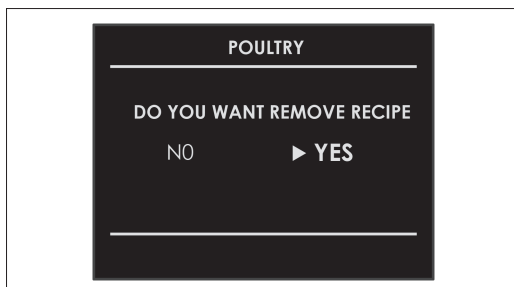 POULTRY
DO YOU WANT REMOVE RECIPE
N0 ▶ YES